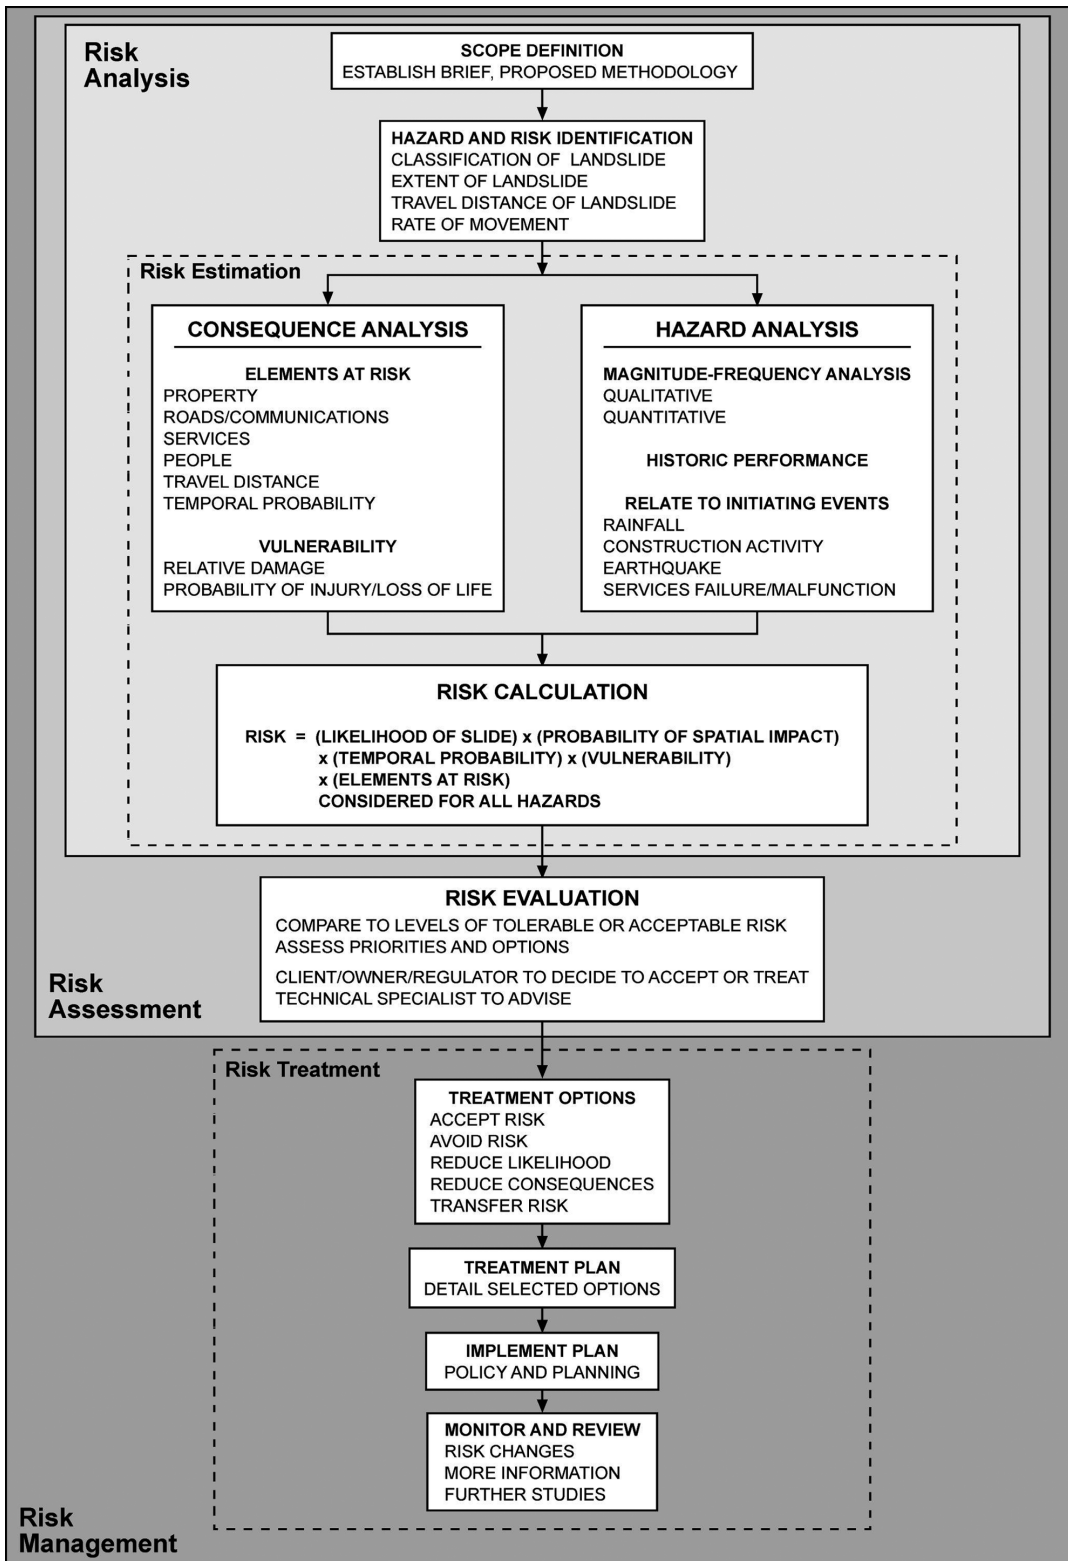 Risk
Analysis
SCOPE DEFINITION
ESTABLISH BRIEF, PROPOSED METHODOLOGY
HAZARD AND RISK IDENTIFICATION
CLASSIFICATION OF LANDSLIDE
EXTENT OF LANDSLIDE
TRAVEL DISTANCE OF LANDSLIDE
RATE OF MOVEMENT
Risk Estimation
CONSEQUENCE ANALYSIS
ELEMENTS AT RISK
PROPERTY
ROADS/COMMUNICATIONS
SERVICES
PEOPLE
TRAVEL DISTANCE
TEMPORAL PROBABILITY
VULNERABILITY
RELATIVE DAMAGE
PROBABILITY OF INJURY/LOSS OF LIFE
HAZARD ANALYSIS
MAGNITUDE-FREQUENCY ANALYSIS
QUALITATIVE
QUANTITATIVE
HISTORIC PERFORMANCE
RELATE TO INITIATING EVENTS
RAINFALL
CONSTRUCTION ACTIVITY
EARTHQUAKE
SERVICES FAILURE/MALFUNCTION
RISK CALCULATION
RISK = (LIKELIHOOD OF SLIDE) x (PROBABILITY OF SPATIAL IMPACT)
x (TEMPORAL PROBABILITY) x (VULNERABILITY)
x (ELEMENTS AT RISK)
CONSIDERED FOR ALL HAZARDS
RISK EVALUATION
COMPARE TO LEVELS OF TOLERABLE OR ACCEPTABLE RISK
ASSESS PRIORITIES AND OPTIONS
CLIENT/OWNER/REGULATOR TO DECIDE TO ACCEPT OR TREAT
TECHNICAL SPECIALIST TO ADVISE
Risk
Assessment
Risk Treatment
TREATMENT OPTIONS
ACCEPT RISK
AVOID RISK
REDUCE LIKELIHOOD
REDUCE CONSEQUENCES
TRANSFER RISK
TREATMENT PLAN
DETAIL SELECTED OPTIONS
IMPLEMENT PLAN
POLICY AND PLANNING
MONITOR AND REVIEW
RISK CHANGES
MORE INFORMATION
FURTHER STUDIES
Risk
Management